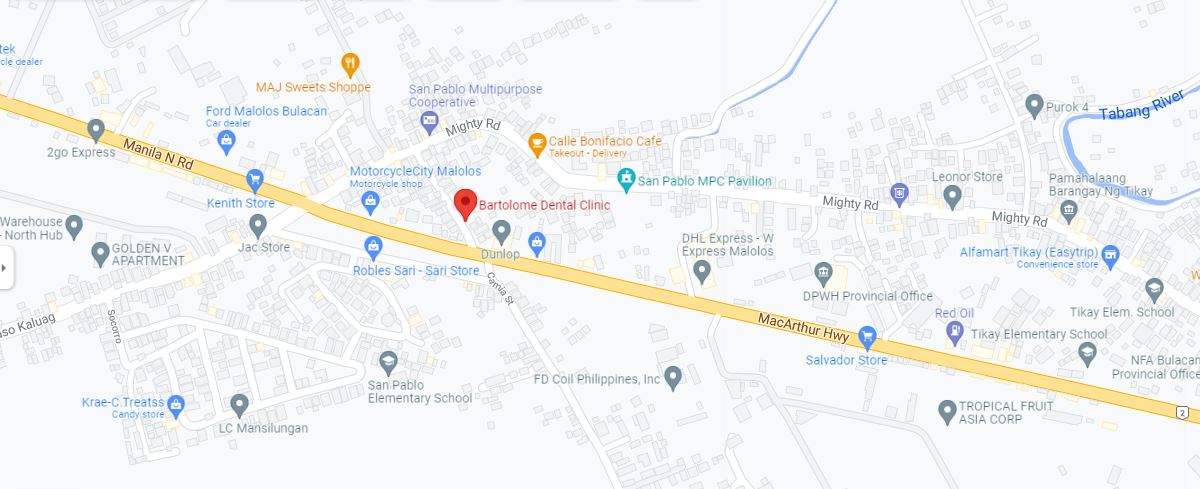 tek
cle dealer
MAJ Sweets Shoppe
San Pablo Multipurpose
Cooperative
Purok 4
Tabang River
Ford Malolos Bulacan
Car dealer
Mighty Rd
Calle Bonifacio Cafe
Takeout • Delivery
2go Express
Manila N Rd
MotorcycleCity Malolos
Motorcycle shop
San Pablo MPC Pavilion
Leonor Store
Pamahalaang
Barangay Ng Tikay
Kenith Store
Bartolome Dental Clinic
Mighty Rd
Mighty Rd
Warehouse
- North Hub
Jac Store
GOLDEN V
APARTMENT
Dunlop
DHL Express - W
Express Malolos
Alfamart Tikay (Easytrip)
Convenience store
Robles Sari - Sari Store
Camia St
DPWH Provincial Office
Tikay Elem. School
uso Kaluag
Socorro
MacArthur Hwy
Red Oil
Tikay Elementary School
Salvador Store
NFA Bulacan
Provincial Office
San Pablo
Elementary School
FD Coil Philippines, Inc
Krae-C Treatss
Candy store
LC Mansilungan
TROPICAL FRUIT
ASIA CORP
2